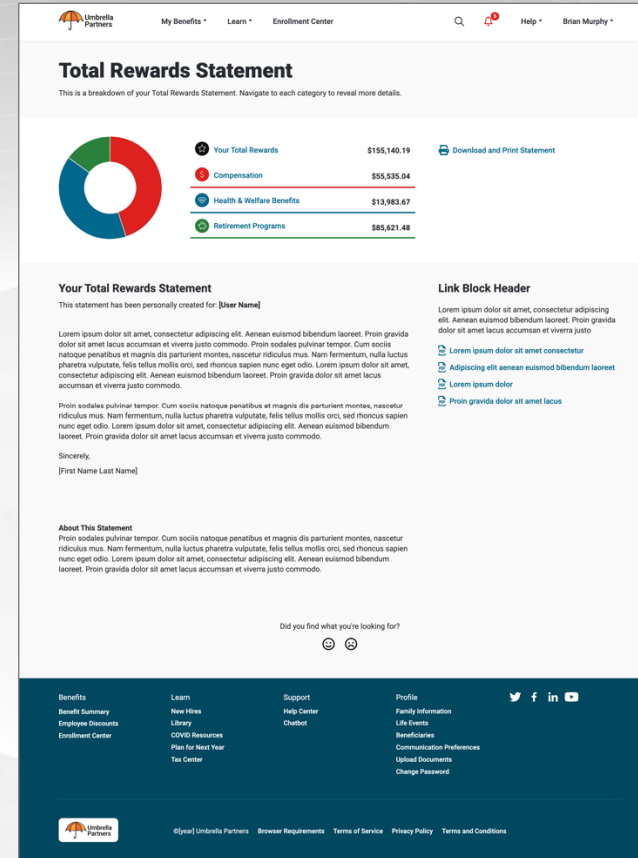 Umbrella
Partners
My Benefits
Learn
Enrollment Center
Help
Brian Murphy
Total Rewards Statement
This is a breakdown of your Total Rewards Statement. Navigate to each category to reveal more details.
Your Total Rewards $155,140.19
Download and Print Statement
Compensation $55,535.04
Health & Welfare Benefits $13,983.67
Retirement Programs $85,621.48
Your Total Rewards Statement
This statement has been personally created for: [User Name]
Lorem ipsum dolor sit amet, consectetur adipiscing elit. Aenean euismod bibendum laoreet. Proin gravida
dolor sit amet lacus accumsan et viverra justo commodo. Proin sodales pulvinar tempor. Cum sociis
natoque penatibus et magnis dis parturient montes, nascetur ridiculus mus. Nam fermentum, nulla luctus
pharetra vulputate, felis tellus mollis orci, sed rhoncus sapien nunc eget odio. Lorem ipsum dolor sit amet,
consectetur adipiscing elit. Aenean euismod bibendum laoreet. Proin gravida dolor sit amet lacus
accumsan et viverra justo commodo.
Proin sodales pulvinar tempor. Cum sociis natoque penatibus et magnis dis parturient montes, nascetur
ridiculus mus. Nam fermentum, nulla luctus pharetra vulputate, felis tellus mollis orci, sed rhoncus sapien
nunc eget odio. Lorem ipsum dolor sit amet, consectetur adipiscing elit. Aenean euismod bibendum
laoreet. Proin gravida dolor sit amet lacus accumsan et viverra justo commodo.
Sincerely,
[First Name Last Name]
About This Statement
Proin sodales pulvinar tempor. Cum sociis natoque penatibus et magnis dis parturient montes, nascetur
ridiculus mus. Nam fermentum, nulla luctus pharetra vulputate, felis tellus mollis orci, sed rhoncus sapien
nunc eget odio. Lorem ipsum dolor sit amet, consectetur adipiscing elit. Aenean euismod bibendum
laoreet. Proin gravida dolor sit amet lacus accumsan et viverra justo commodo.
Link Block Header
Lorem ipsum dolor sit amet, consectetur adipiscing
elit. Aenean euismod bibendum laoreet. Proin gravida
dolor sit amet lacus accumsan et viverra justo
Lorem ipsum dolor sit amet consectetur
Adipiscing elit aenean euismod bibendum laoreet
Lorem ipsum dolor
Proin gravida dolor sit amet lacus
Did you find what you're looking for?
Benefits
Benefit Summary
Employee Discounts
Enrollment Center
Learn
New Hires
Library
COVID Resources
Plan for Next Year
Tax Center
Support
Help Center
Chatbot
Profile
Family Information
Life Events
Beneficiaries
Communication Preferences
Upload Documents
Change Password
Umbrella
Partners
©[year] Umbrella Partners Browser Requirements Terms of Service Privacy Policy Terms and Conditions